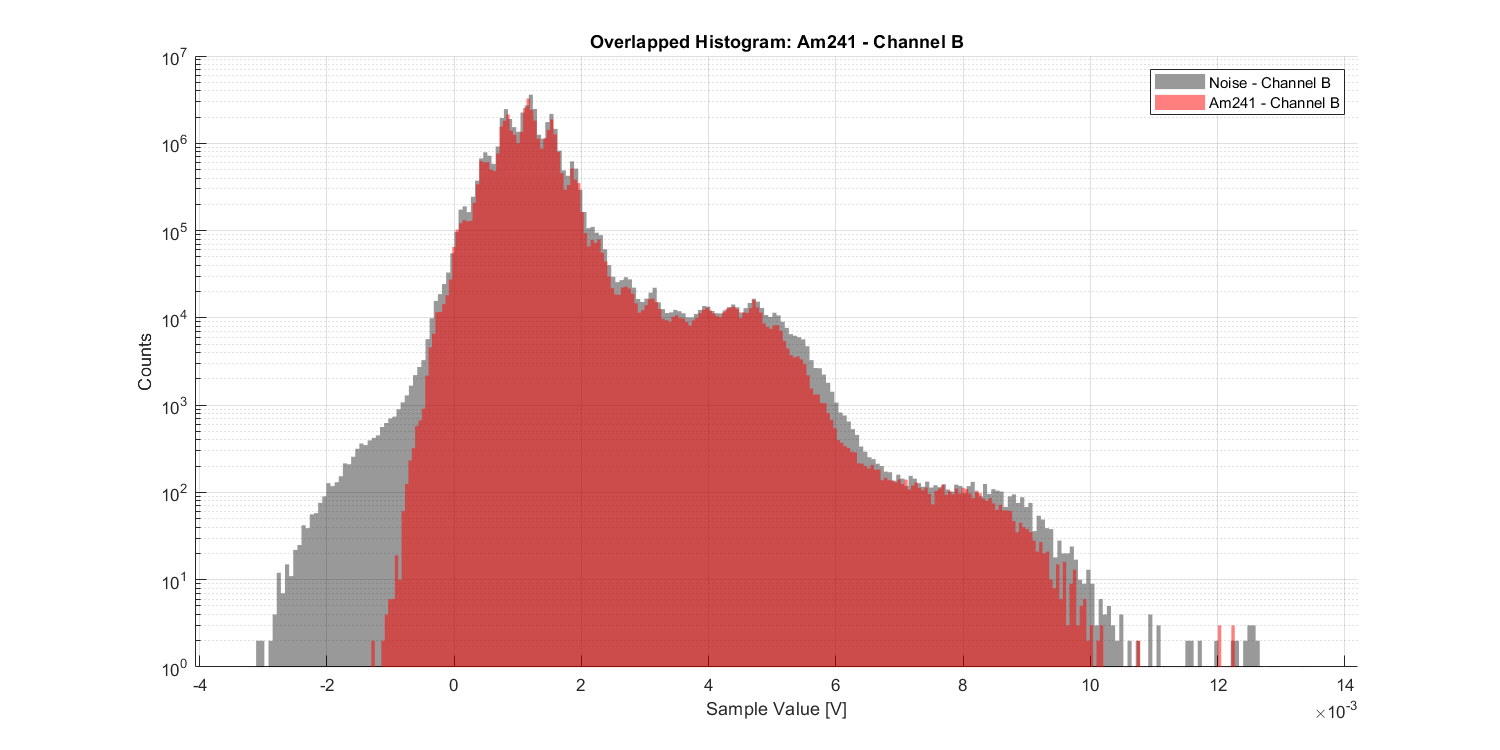 Overlapped Histogram: Am241 - Channel B
Noise - Channel B
Am241 - Channel B
Counts
10^7
10^6
10^5
10^4
10^3
10^2
10^1
10^0
-4 -2 0 2 4 6 8 10 12 14
Sample Value [V]
×10^-3